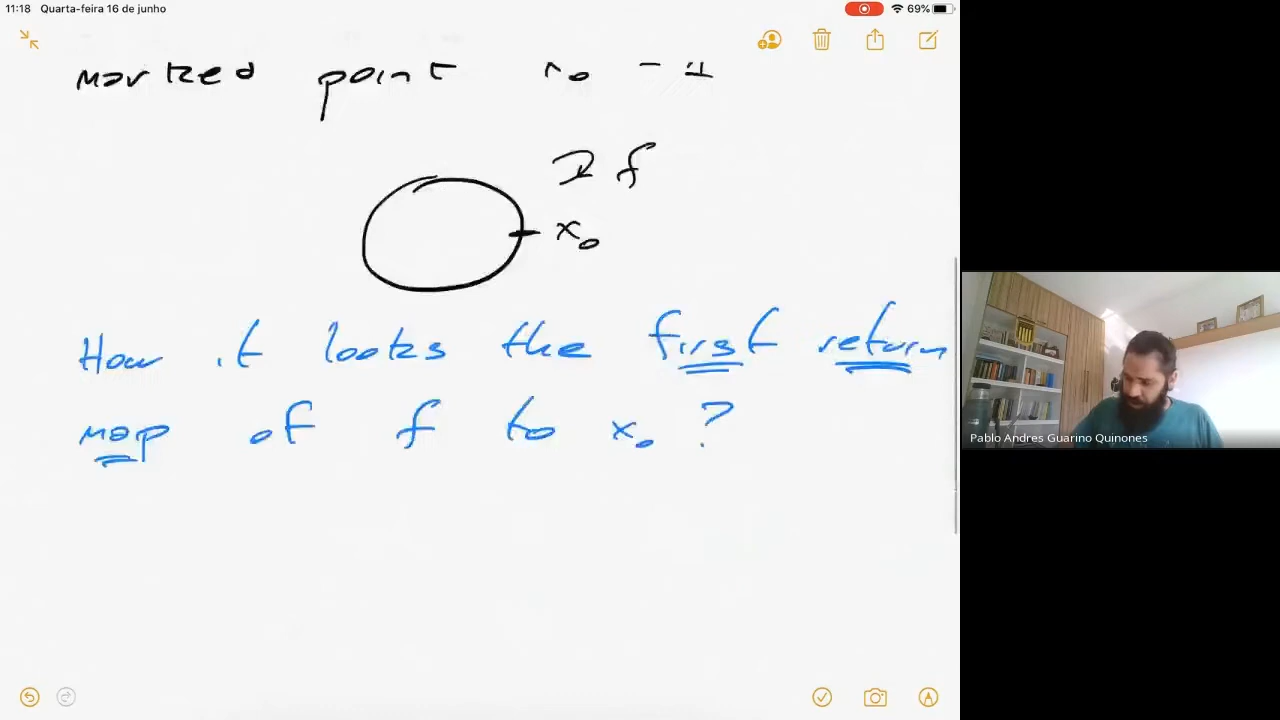 11:18 Quarta-feira 16 de junho 69%
marked point
f
x₀
How it looks the first return
map of f to x₀ ?
Pablo Andres Guarino Quinones